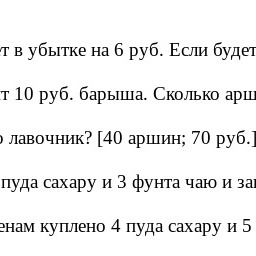 т в убытке на 6 руб. Если будет
т 10 руб. барыша. Сколько арш
о лавочник? [40 аршин; 70 руб.]
пуда сахару и 3 фунта чаю и за
енам куплено 4 пуда сахару и 5